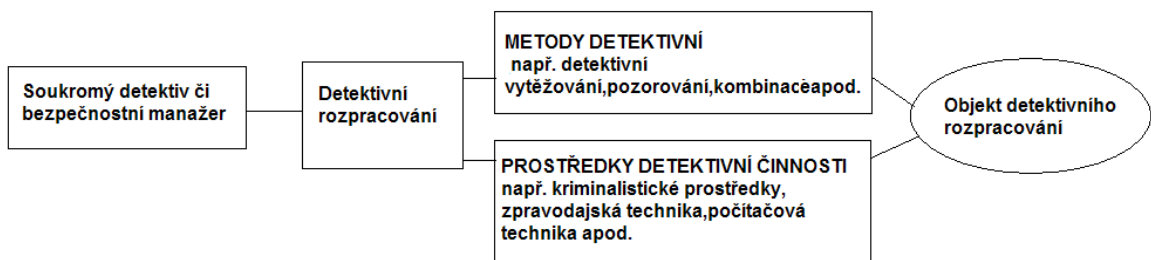 Soukromý detektiv či
bezpečnostní manažer
Detektivní
rozpracování
METODY DETEKTIVNÍ
např. detektivní
vytěžování,pozorování,kombinacèapod.
PROSTŘEDKY DETEKTIVNÍ ČINNOSTI
např. kriminalistické prostředky,
zpravodajská technika,počítačová
technika apod.
Objekt detektivního
rozpracování